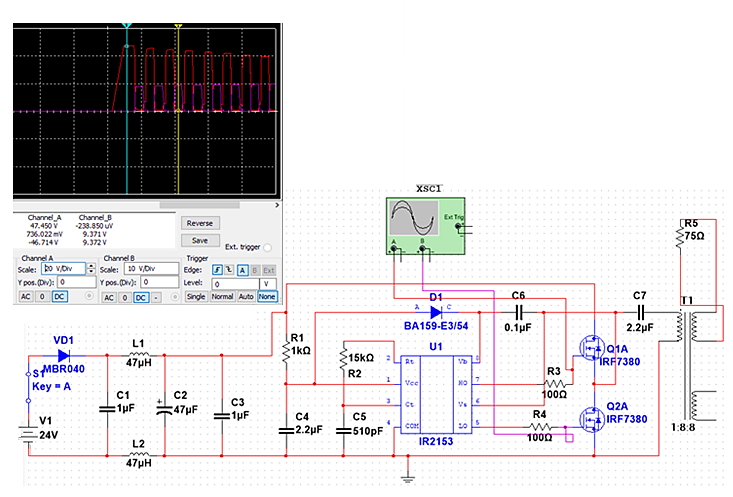 Channel_A Channel_B
47.450 V -238.850 uV
736.022 mV 9.371 V
-46.714 V 9.372 V
Reverse
Save
Ext. trigger
Channel A
Scale: 20 V/Div
Y pos.(Div): 0
AC 0 DC
Channel B
Scale: 10 V/Div
Y pos.(Div): 0
AC 0 DC -
Trigger
Edge: A B Ext
Level: 0 V
Single Normal Auto None
XSC1
Ext Trig
A B
R5
75Ω
D1
A C
BA159-E3/54
C6
0.1µF
C7
2.2µF
T1
1:8:8
VD1
MBR040
S1
Key = A
V1
24V
L1
47µH
C1
1µF
C2
47µF
C3
1µF
L2
47µH
R1
1kΩ
15kΩ
R2
C4
2.2µF
C5
510pF
U1
2 Rt Vb 8
1 Vcc HO 7
3 Ct Vs 6
4 COM LO 5
IR2153
R3
100Ω
R4
100Ω
Q1A
IRF7380
Q2A
IRF7380